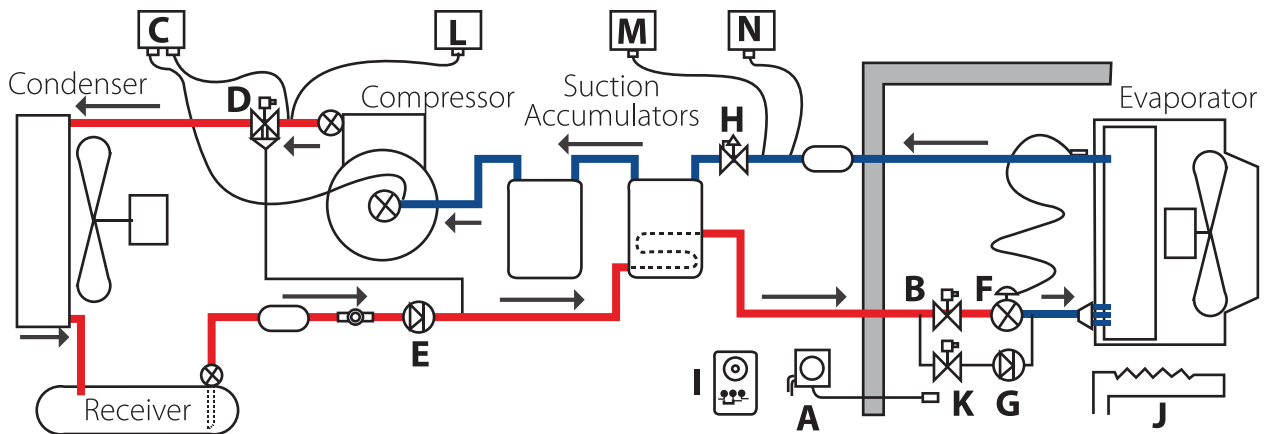 C
L
M
N
Condenser
D
Compressor
Suction
Accumulators
H
Evaporator
B
F
E
I
A
K
G
J
Receiver